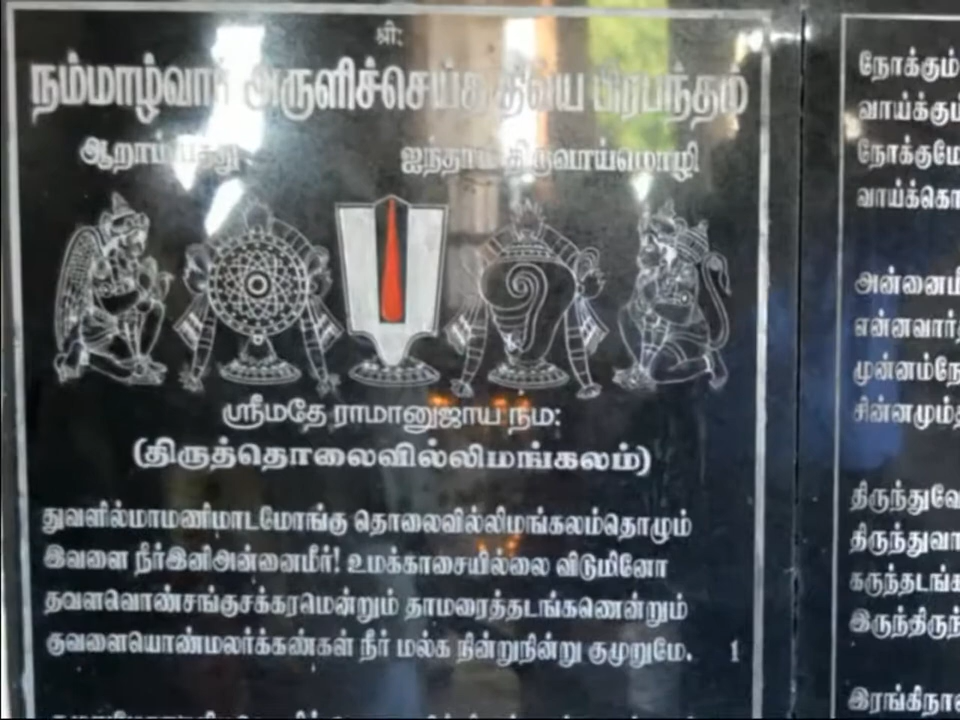 ஸ்ரீ:
நம்மாழ்வார் அருளிச்செய்த திவ்ய பிரபந்தம்
ஆறாம் பத்து ஐந்தாம் திருவாய்மொழி
ஸ்ரீமதே ராமானுஜாய நம:
(திருத்தொலைவில்லிமங்கலம்)
துவளில்மாமணிமாடமோங்கு தொலைவில்லிமங்கலம்தொழும்
இவளை நீர்இனிஅன்னைமீர்! உமக்காசையில்லை விடுமினோ
தவளவொண்சங்குசக்கரமென்றும் தாமரைத்தடங்கணென்றும்
குவளையொண்மலர்க்கண்கள் நீர் மல்க நின்றுநின்று குமுறுமே. 1
நோக்கும்
வாய்க்கும்
நோக்குமே
வாய்க்கொ
அன்னைமீ
என்னவார்த்
முன்னம்நோ
சின்னமும்த
திருந்துவே
திருந்துவா
கருந்தடங்க
இருந்திருந்
இரங்கிநா